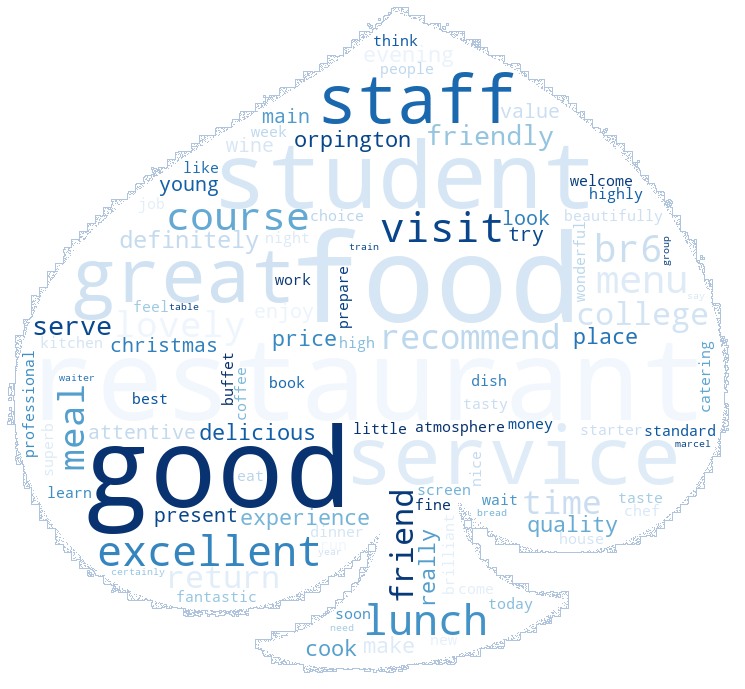 think
evening
people
staff
main
value
week
orpington
friendly
wine
student
like
young
welcome
highly
job
course
choice
visit
look
try
beautifully
definitely
night
train
wonderful
br6
group
great
food
work
prepare
menu
say
feel
table
enjoy
college
serve
lovely
kitchen
christmas
price
high
recommend
place
restaurant
professional
waiter
meal
best
buffet
coffee
book
dish
tasty
catering
superb
attentive
delicious
little
atmosphere
money
starter
standard
marcel
good
service
eat
nice
learn
screen
wait
time
taste
chef
present
experience
friend
fine
bread
quality
house
dinner
excellent
year
really
brilliant
certainly
return
fantastic
come
today
soon
need
lunch
cook
make
new